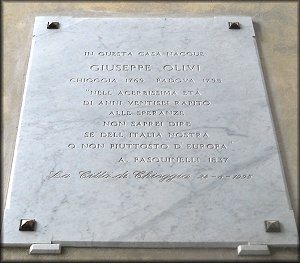 IN QUESTA CASA NACQUE
GIUSEPPE OLIVI
CHIOGGIA 1769 PADOVA 1795
"NELL'ACERBISSIMA ETÀ
DI ANNI VENTISEI RAPITO
ALLE SPERANZE
NON SAPREI DIRE
SE DELL'ITALIA NOSTRA
O NON PIUTTOSTO D'EUROPA"
A. PASQUINELLI 1837
La Città di Chioggia